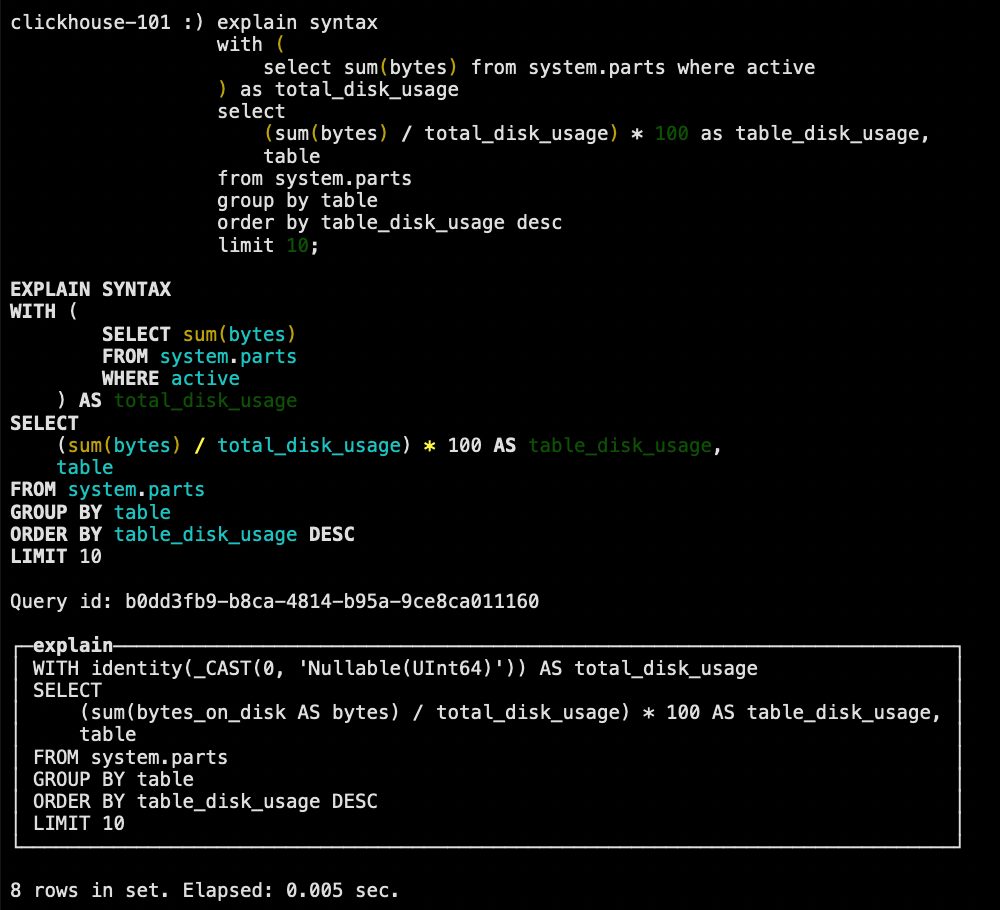 clickhouse-101 :) explain syntax
with (
select sum(bytes) from system.parts where active
) as total_disk_usage
select
(sum(bytes) / total_disk_usage) * 100 as table_disk_usage,
table
from system.parts
group by table
order by table_disk_usage desc
limit 10;
EXPLAIN SYNTAX
WITH (
SELECT sum(bytes)
FROM system.parts
WHERE active
) AS total_disk_usage
SELECT
(sum(bytes) / total_disk_usage) * 100 AS table_disk_usage,
table
FROM system.parts
GROUP BY table
ORDER BY table_disk_usage DESC
LIMIT 10
Query id: b0dd3fb9-b8ca-4814-b95a-9ce8ca011160
explain
WITH identity(_CAST(0, 'Nullable(UInt64)')) AS total_disk_usage
SELECT
(sum(bytes_on_disk AS bytes) / total_disk_usage) * 100 AS table_disk_usage,
table
FROM system.parts
GROUP BY table
ORDER BY table_disk_usage DESC
LIMIT 10
8 rows in set. Elapsed: 0.005 sec.